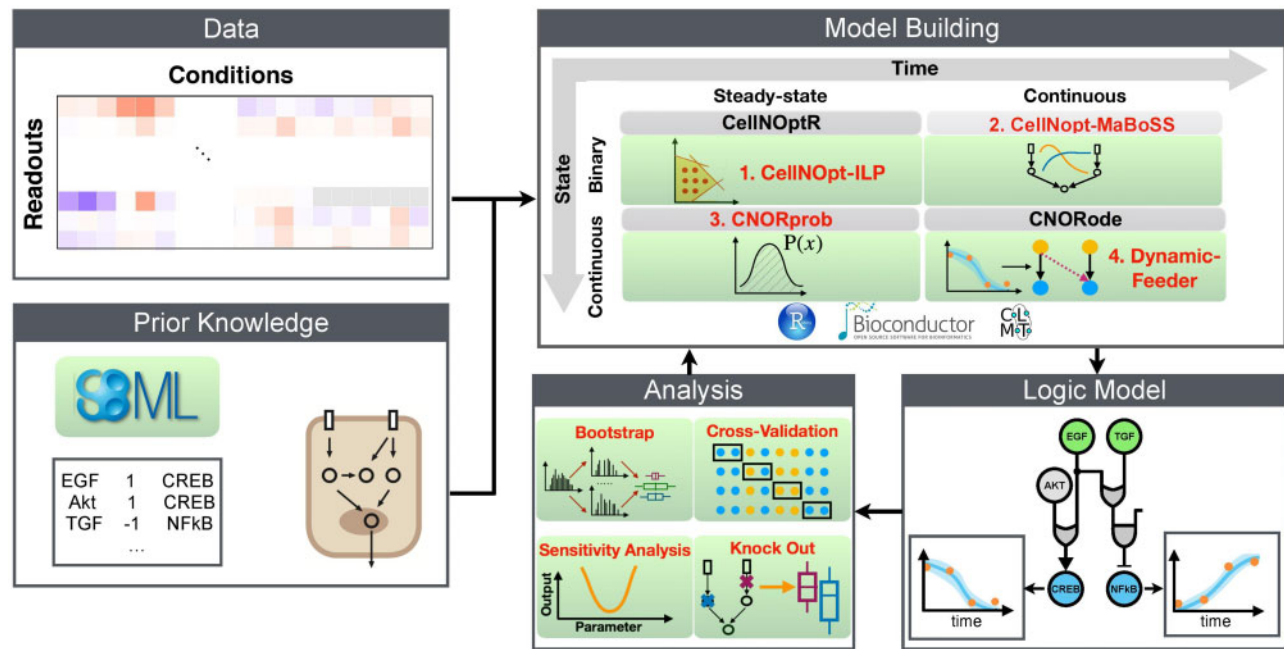 Data
Conditions
Readouts
Prior Knowledge
SBML
EGF 1 CREB
Akt 1 CREB
TGF -1 NFkB
...
Model Building
Time
State
Steady-state
Continuous
Binary
CellNOptR
2. CellNopt-MaBoSS
1. CellNOpt-ILP
Continuous
3. CNORprob
CNORode
P(x)
4. Dynamic-
Feeder
R
Bioconductor
OPEN SOURCE SOFTWARE FOR BIOINFORMATICS
C L
M T
Analysis
Bootstrap
Cross-Validation
Sensitivity Analysis
Output
Parameter
Knock Out
Logic Model
EGF
TGF
AKT
CREB
NFkB
time
time